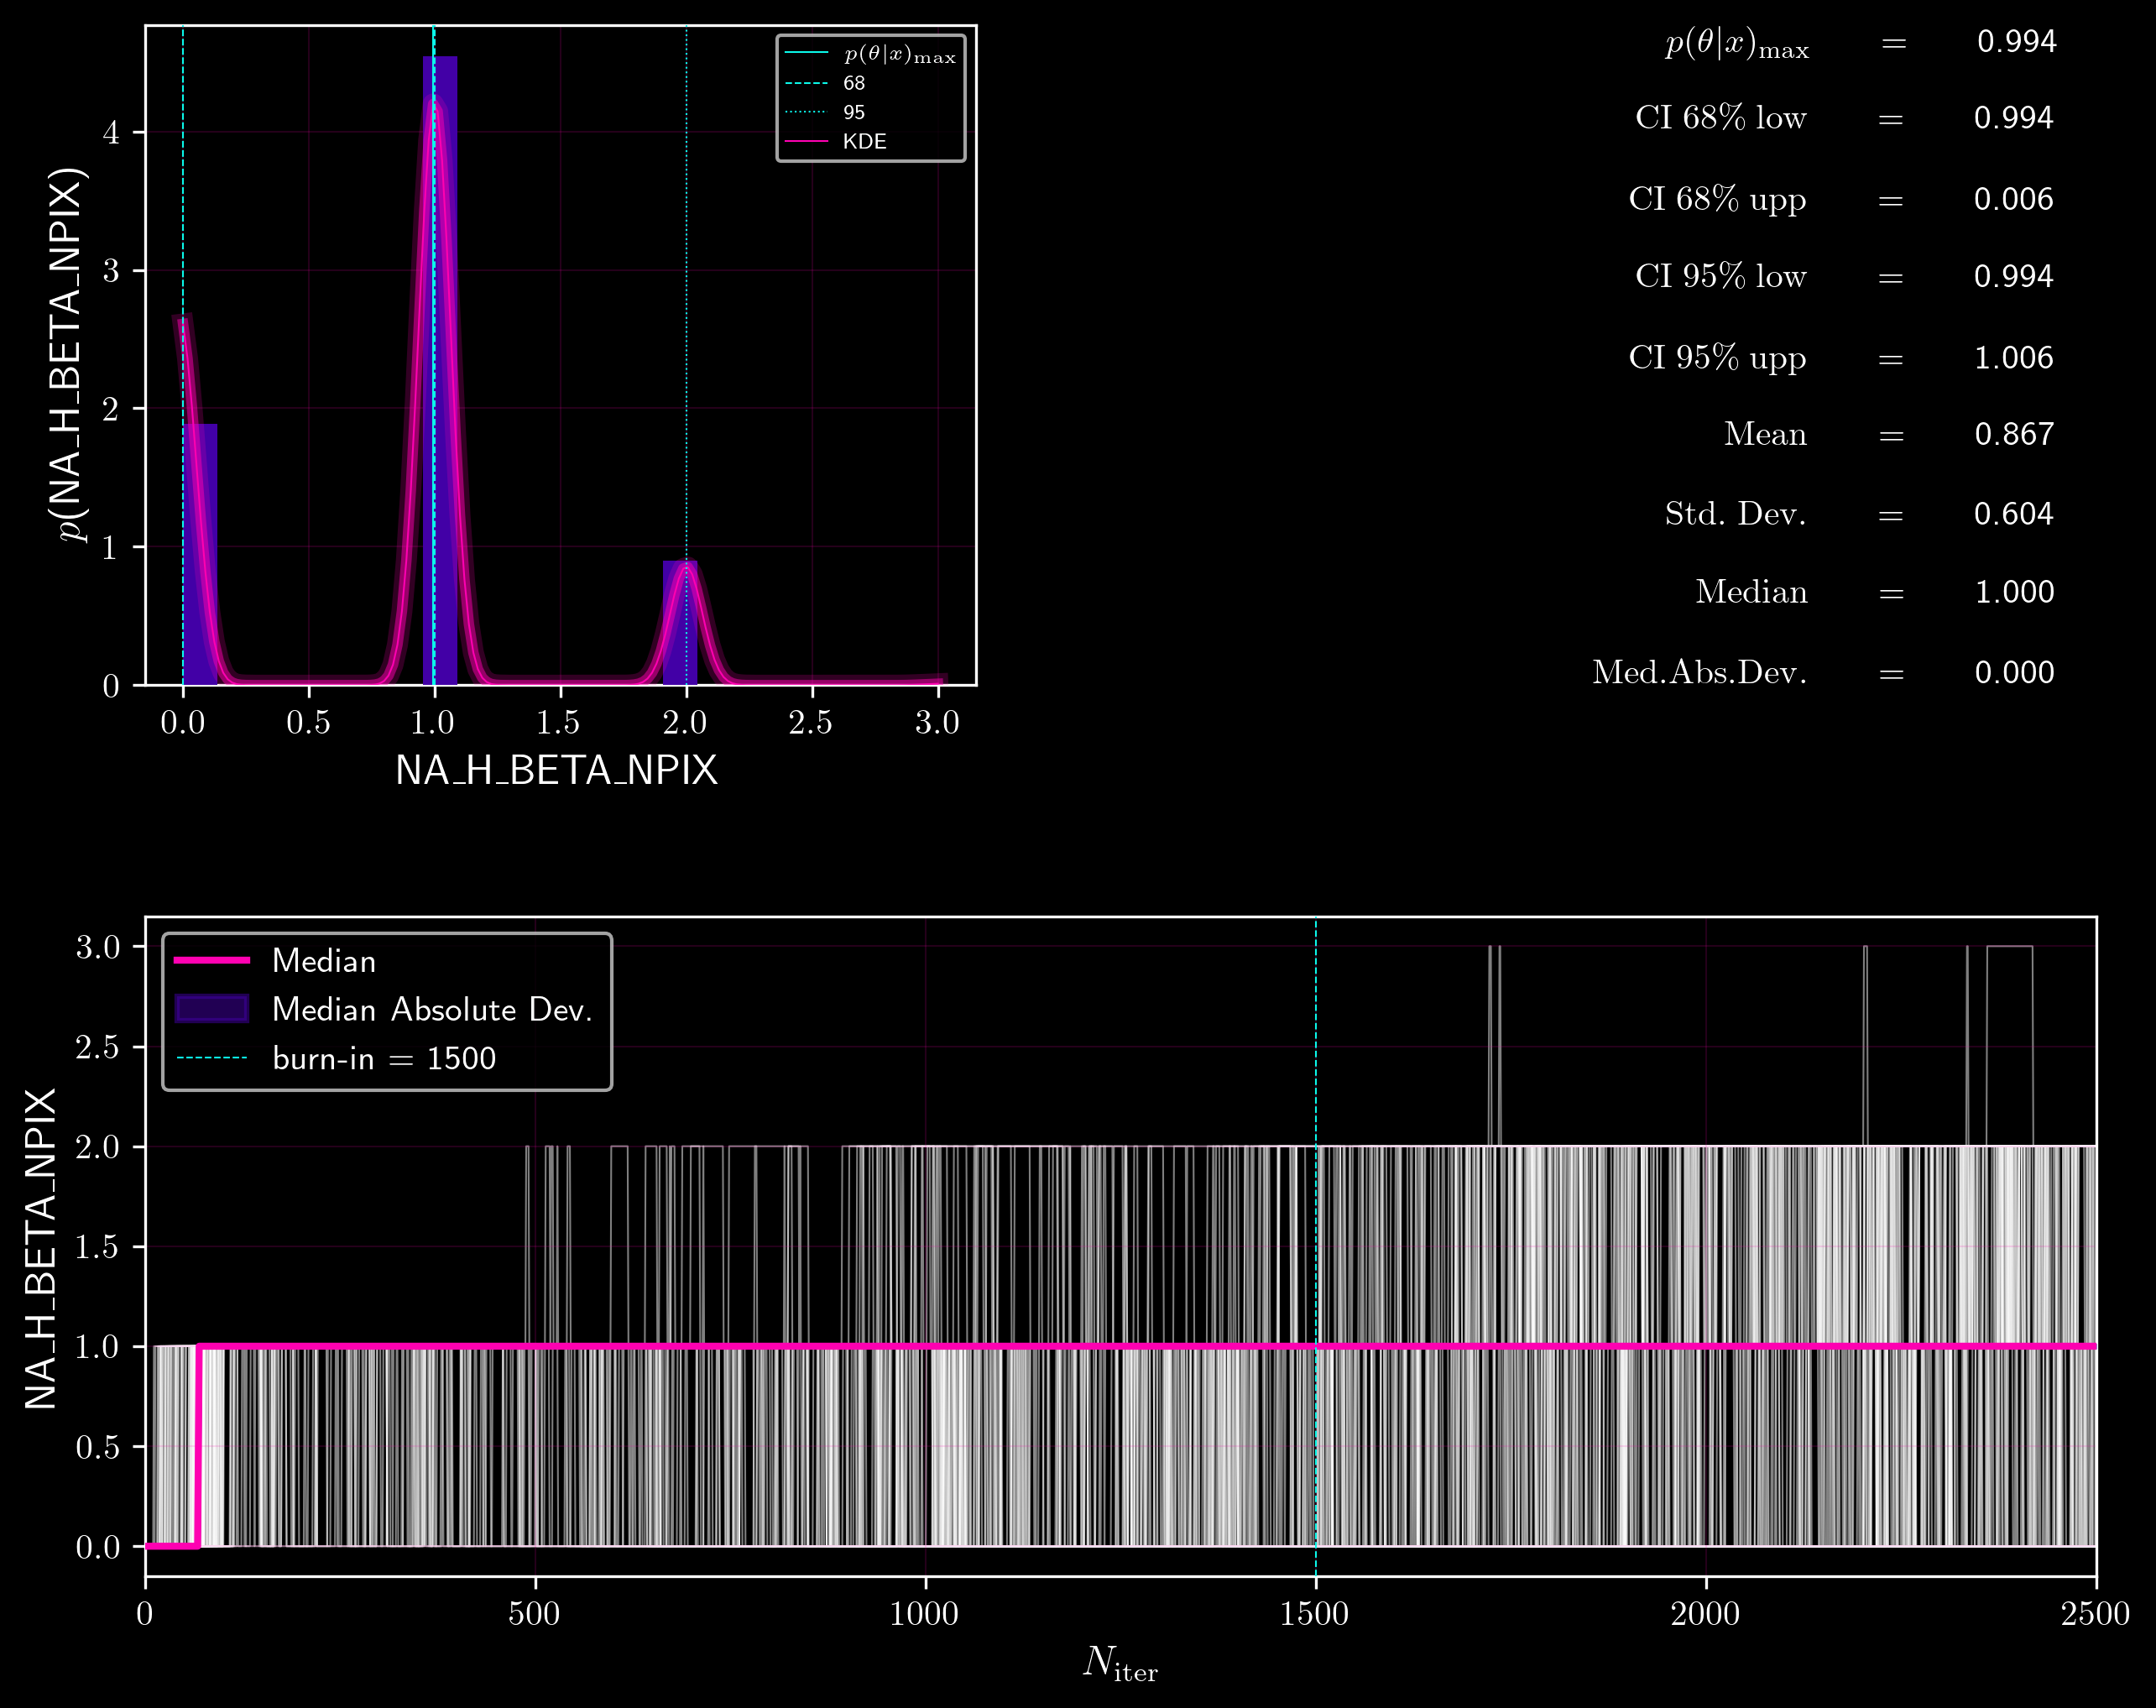 p(NA_H_BETA_NPIX)
4
3
2
1
0
0.0 0.5 1.0 1.5 2.0 2.5 3.0
NA_H_BETA_NPIX
p(θ|x)max
68
95
KDE
p(θ|x)max = 0.994
CI 68% low = 0.994
CI 68% upp = 0.006
CI 95% low = 0.994
CI 95% upp = 1.006
Mean = 0.867
Std. Dev. = 0.604
Median = 1.000
Med.Abs.Dev. = 0.000
NA_H_BETA_NPIX
3.0
2.5
2.0
1.5
1.0
0.5
0.0
Median
Median Absolute Dev.
burn-in = 1500
0 500 1000 1500 2000 2500
Niter